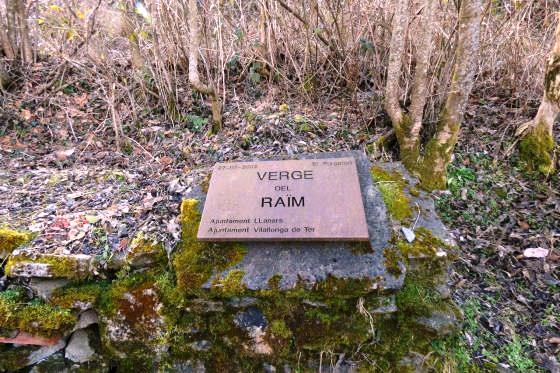 VERGE
DEL
RAÏM
Ajuntament LLanars
Ajuntament Vilallonga de Ter